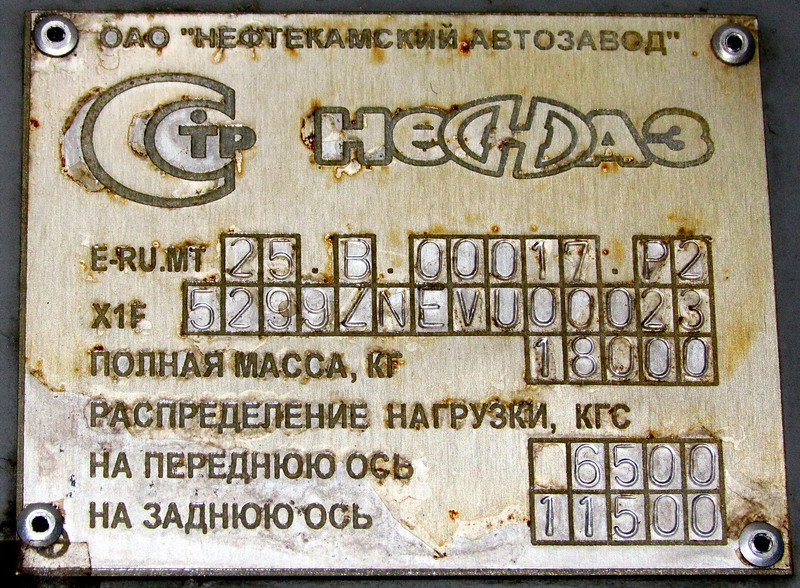 ОАО "НЕФТЕКАМСКИЙ АВТОЗАВОД"
Стр НЕФАЗ
E-RU.MT 25.B.00017.P2
X1F 5299ZNEVU00023
ПОЛНАЯ МАССА, КГ 18000
РАСПРЕДЕЛЕНИЕ НАГРУЗКИ, КГС
НА ПЕРЕДНЮЮ ОСЬ 6500
НА ЗАДНЮЮ ОСЬ 11500